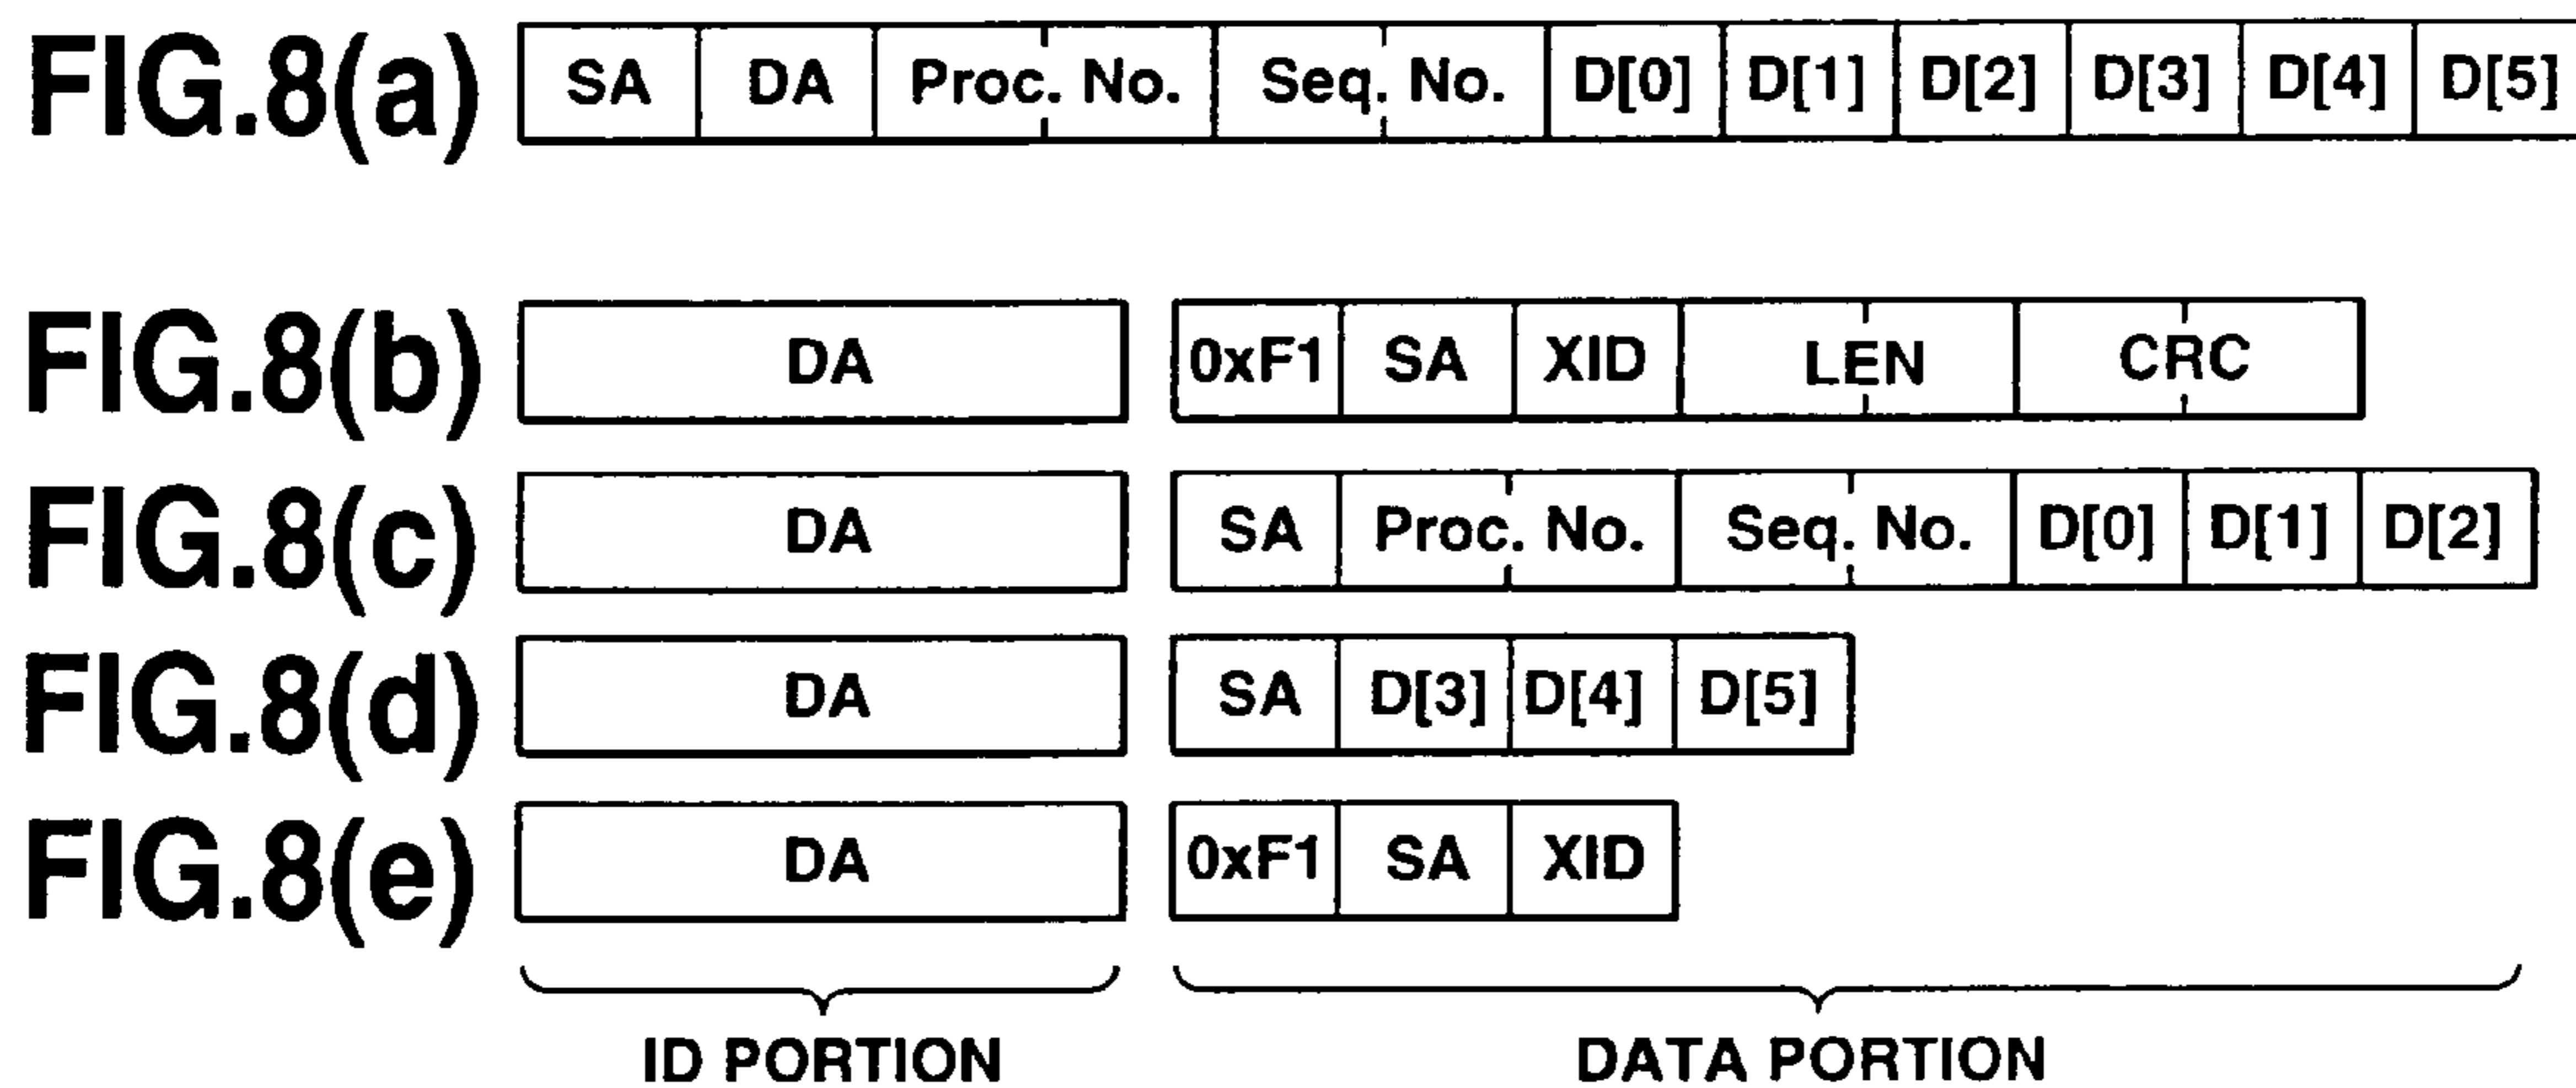 FIG.8(a) SA DA Proc. No. Seq. No. D[0] D[1] D[2] D[3] D[4] D[5]
FIG.8(b) DA 0xF1 SA XID LEN CRC
FIG.8(c) DA SA Proc. No. Seq. No. D[0] D[1] D[2]
FIG.8(d) DA SA D[3] D[4] D[5]
FIG.8(e) DA 0xF1 SA XID
ID PORTION DATA PORTION